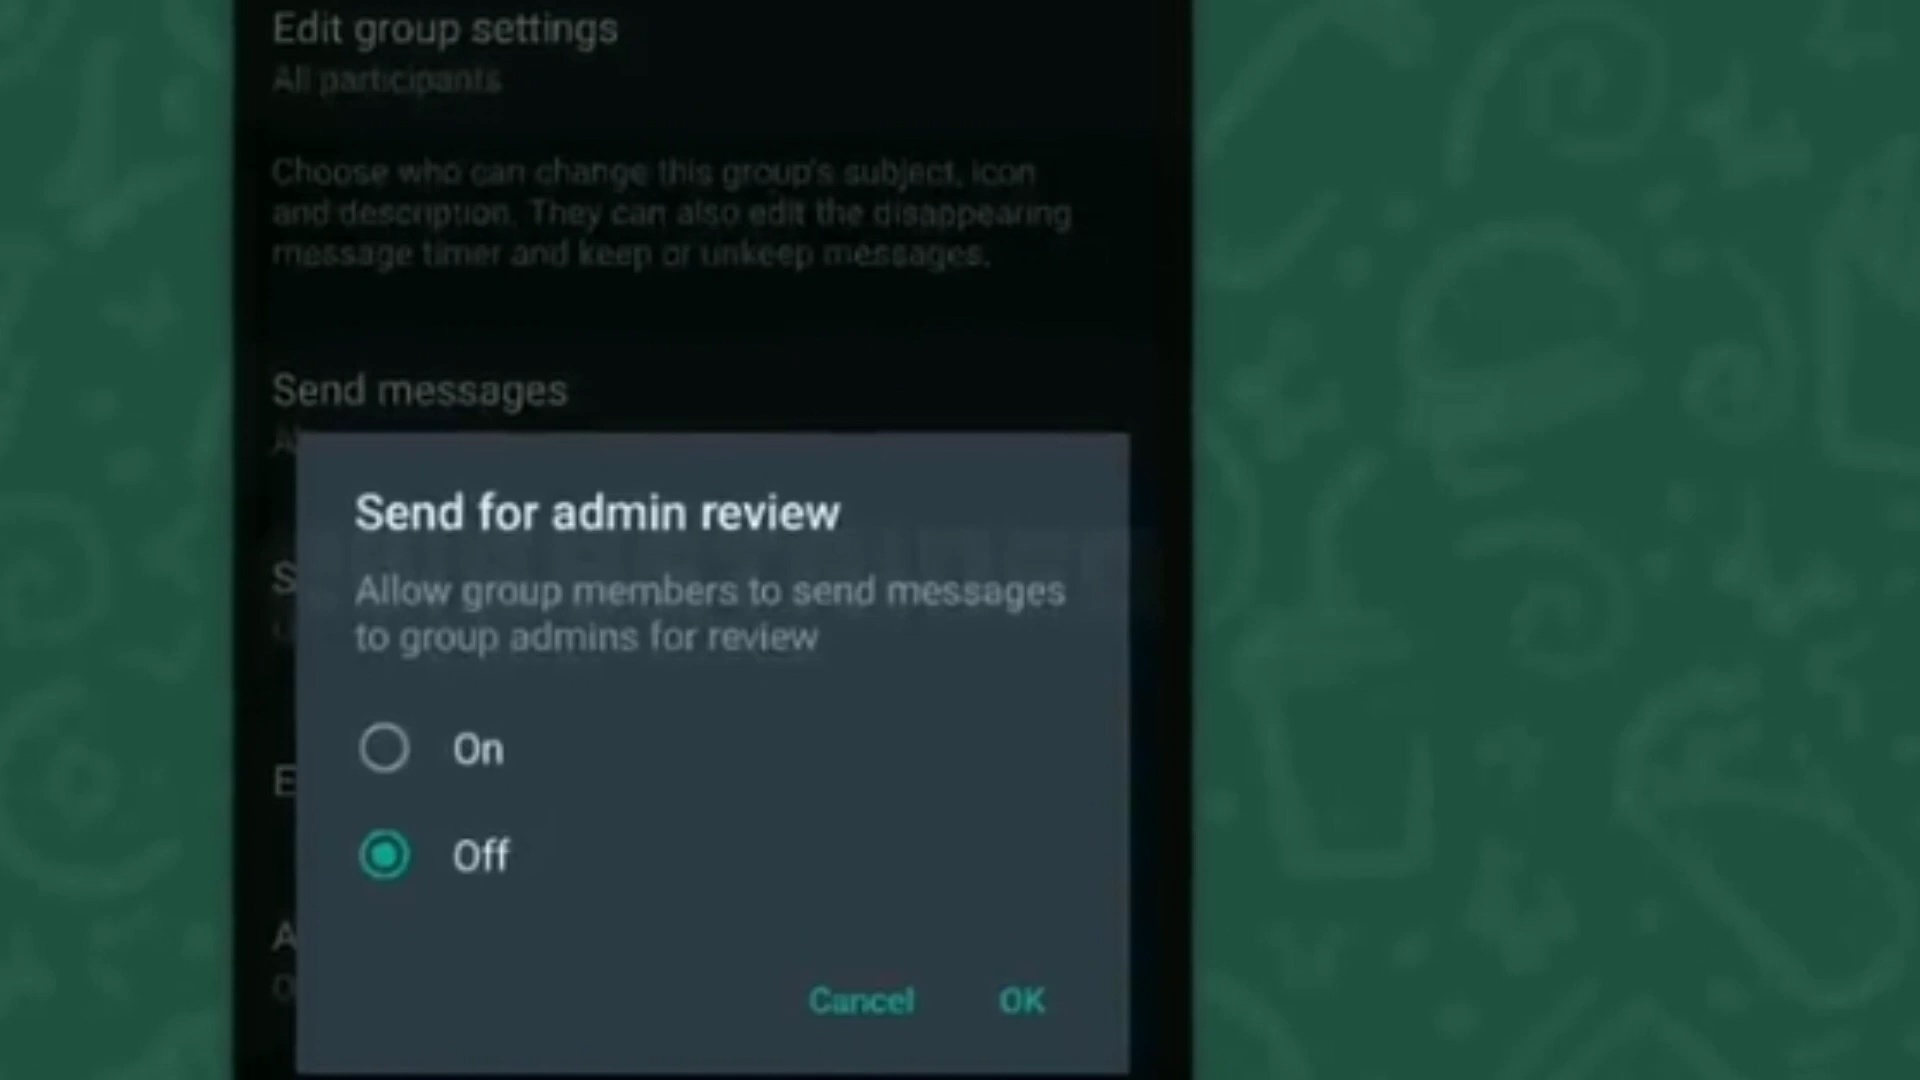 Edit group settings
All participants
Choose who can change this group's subject, icon
and description. They can also edit the disappearing
message timer and keep or unkeep messages.
Send messages
Send for admin review
Allow group members to send messages
to group admins for review
On
Off
Cancel
OK